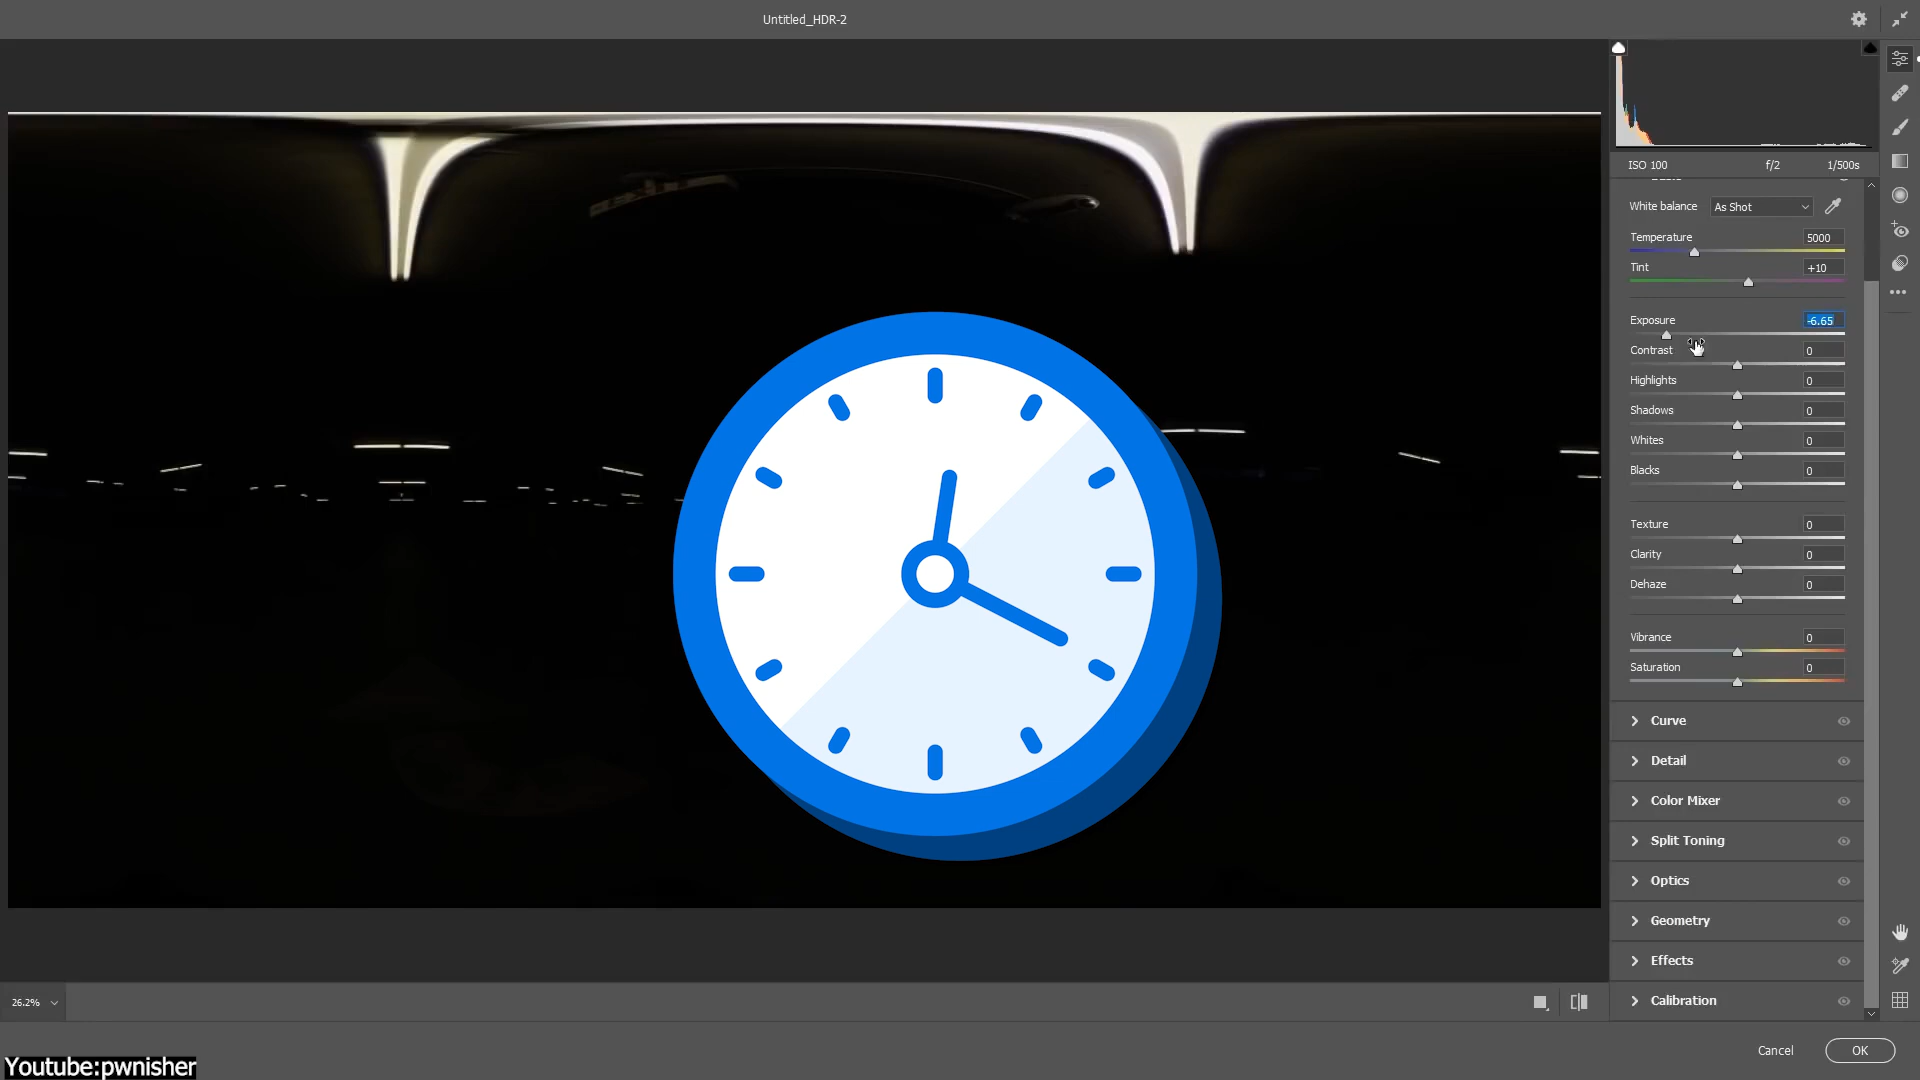 Untitled_HDR-2
ISO 100 f/2 1/500s
White balance As Shot
Temperature 5000
Tint +10
Exposure -6.65
Contrast 0
Highlights 0
Shadows 0
Whites 0
Blacks 0
Texture 0
Clarity 0
Dehaze 0
Vibrance 0
Saturation 0
Curve
Detail
Color Mixer
Split Toning
Optics
Geometry
Effects
Calibration
26.2%
Cancel OK
Youtube:pwnisher